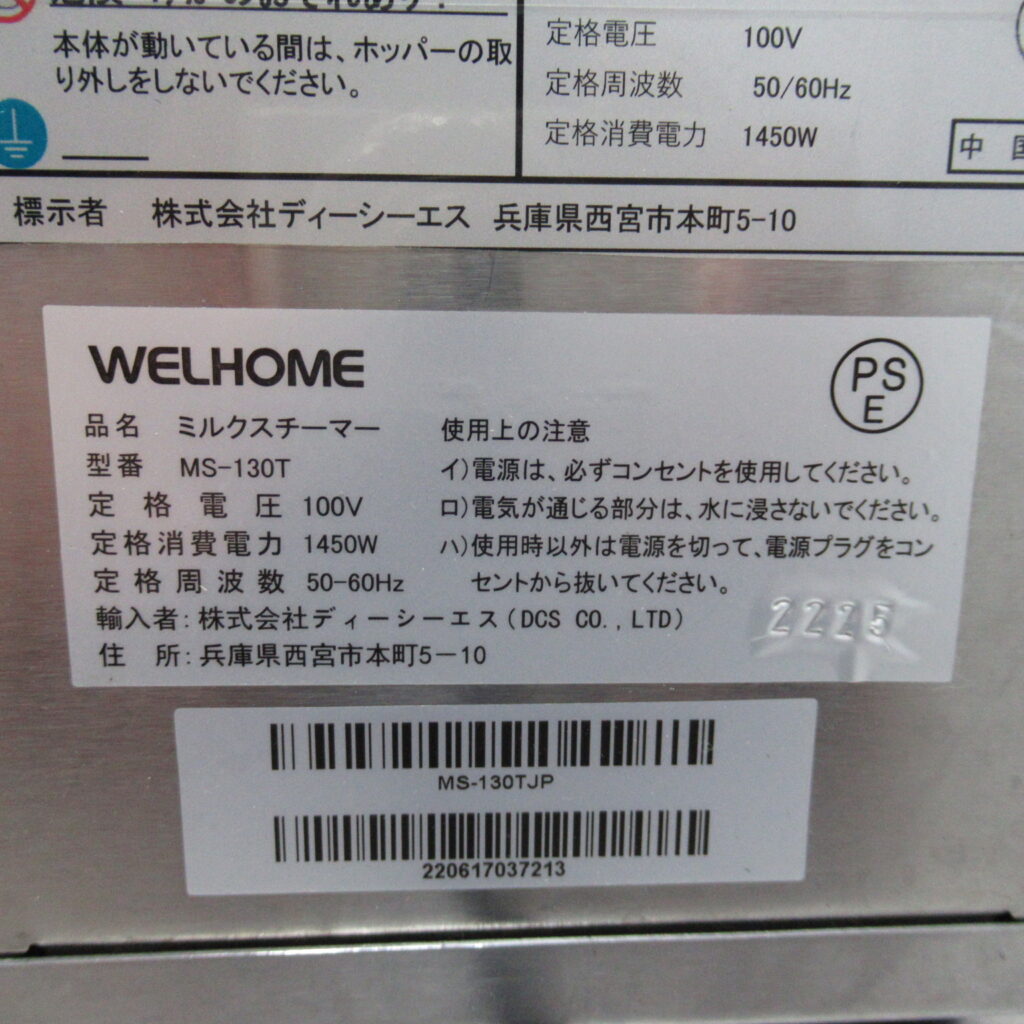 本体が動いている間は、ホッパーの取
り外しをしないでください。
定格電圧 100V
定格周波数 50/60Hz
定格消費電力 1450W
中
標示者 株式会社ディーシーエス 兵庫県西宮市本町5-10
WELHOME
PSE
品名 ミルクスチーマー
型番 MS-130T
定格電圧 100V
定格消費電力 1450W
定格周波数 50-60Hz
輸入者:株式会社ディーシーエス(DCS CO.,LTD)
住 所:兵庫県西宮市本町5-10
使用上の注意
イ)電源は、必ずコンセントを使用してください。
ロ)電気が通じる部分は、水に浸さないでください。
ハ)使用時以外は電源を切って、電源プラグをコン
セントから抜いてください。
2225
MS-130TJP
220617037213